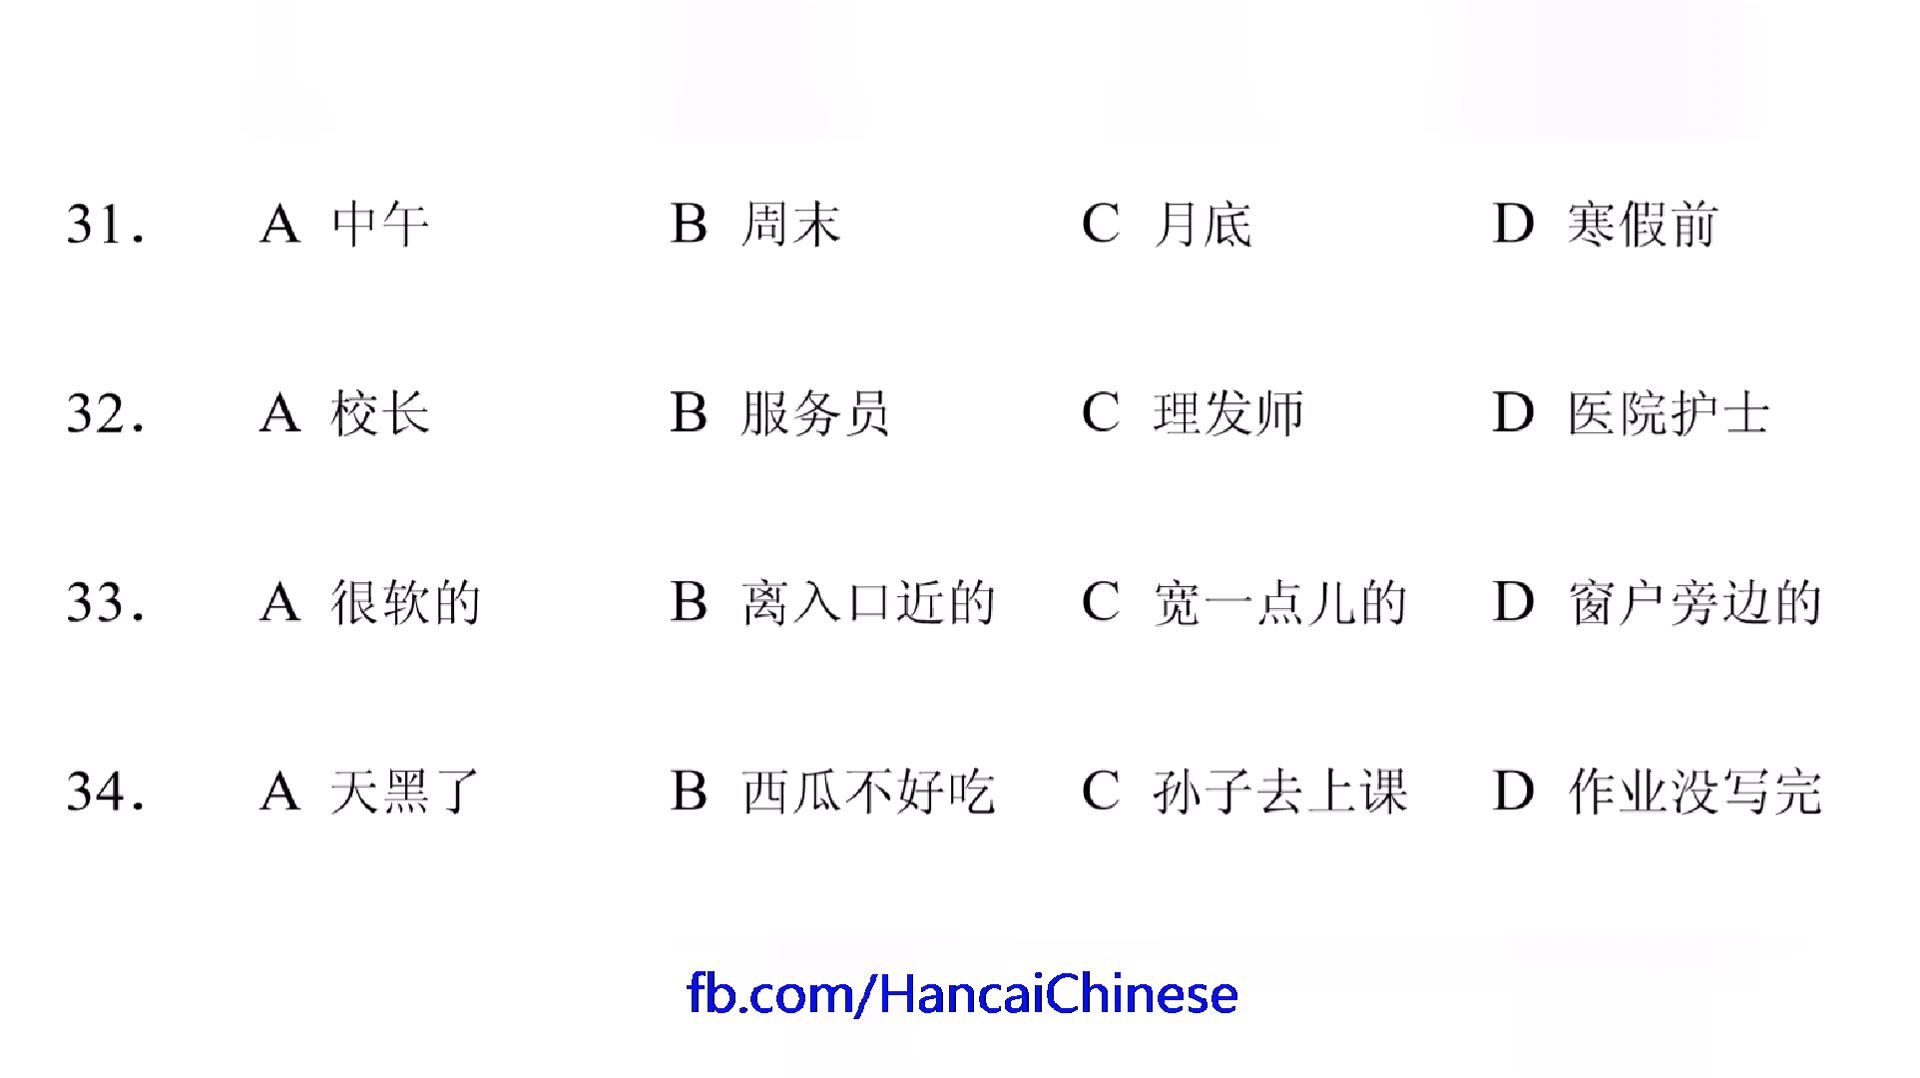 31. A 中午 B 周末 C 月底 D 寒假前
32. A 校长 B 服务员 C 理发师 D 医院护士
33. A 很软的 B 离入口近的 C 宽一点儿的 D 窗户旁边的
34. A 天黑了 B 西瓜不好吃 C 孙子去上课 D 作业没写完
fb.com/HancaiChinese